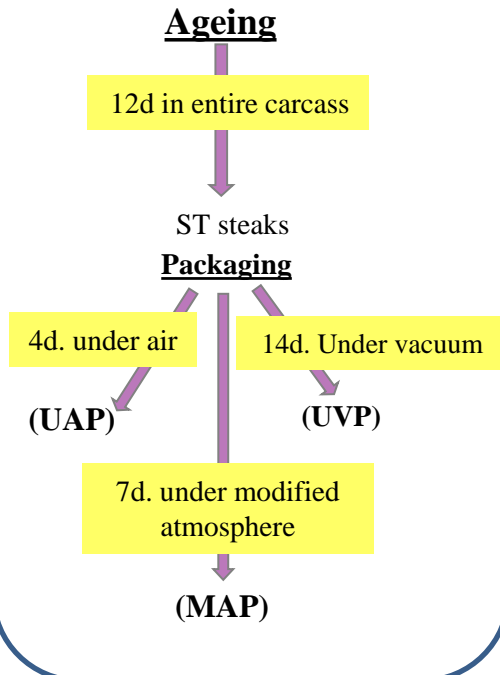 Ageing
12d in entire carcass
ST steaks
Packaging
4d. under air
14d. Under vacuum
(UAP)
(UVP)
7d. under modified
atmosphere
(MAP)